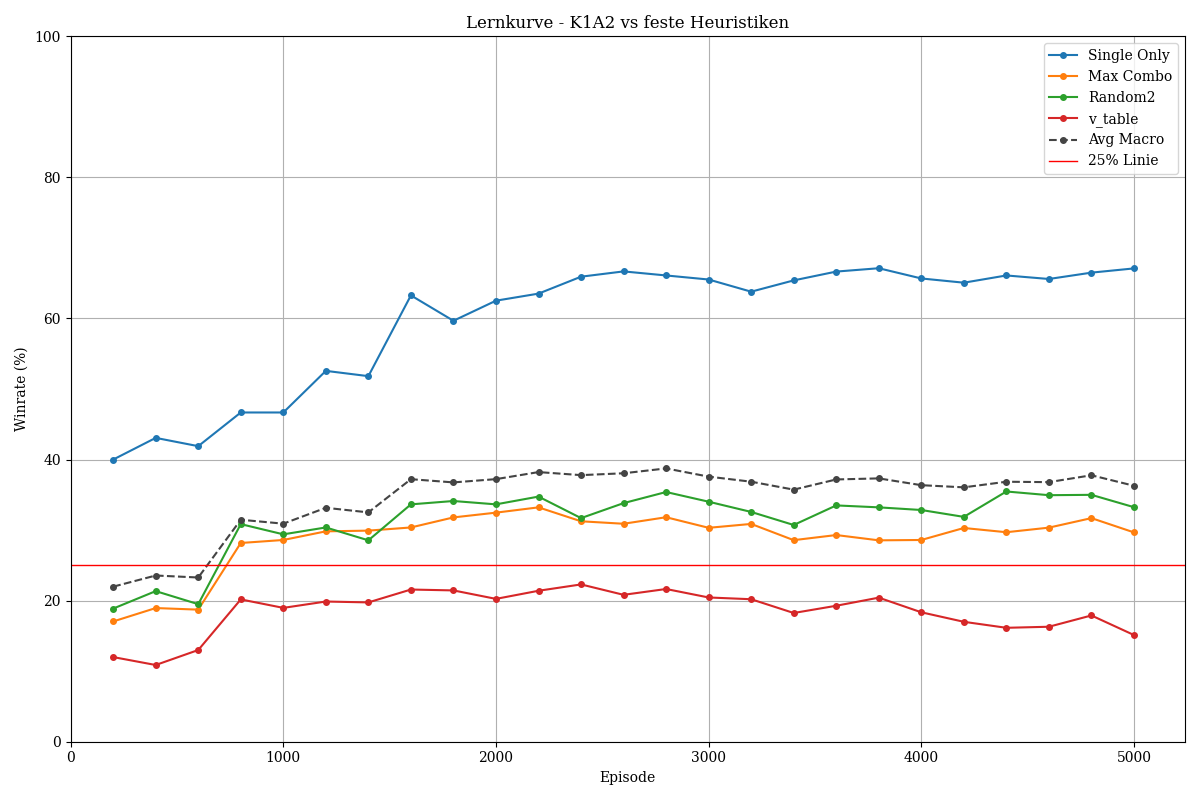 Lernkurve - K1A2 vs feste Heuristiken
100
80
60
40
20
0
Winrate (%)
Single Only
Max Combo
Random2
v_table
Avg Macro
25% Linie
0 1000 2000 3000 4000 5000
Episode